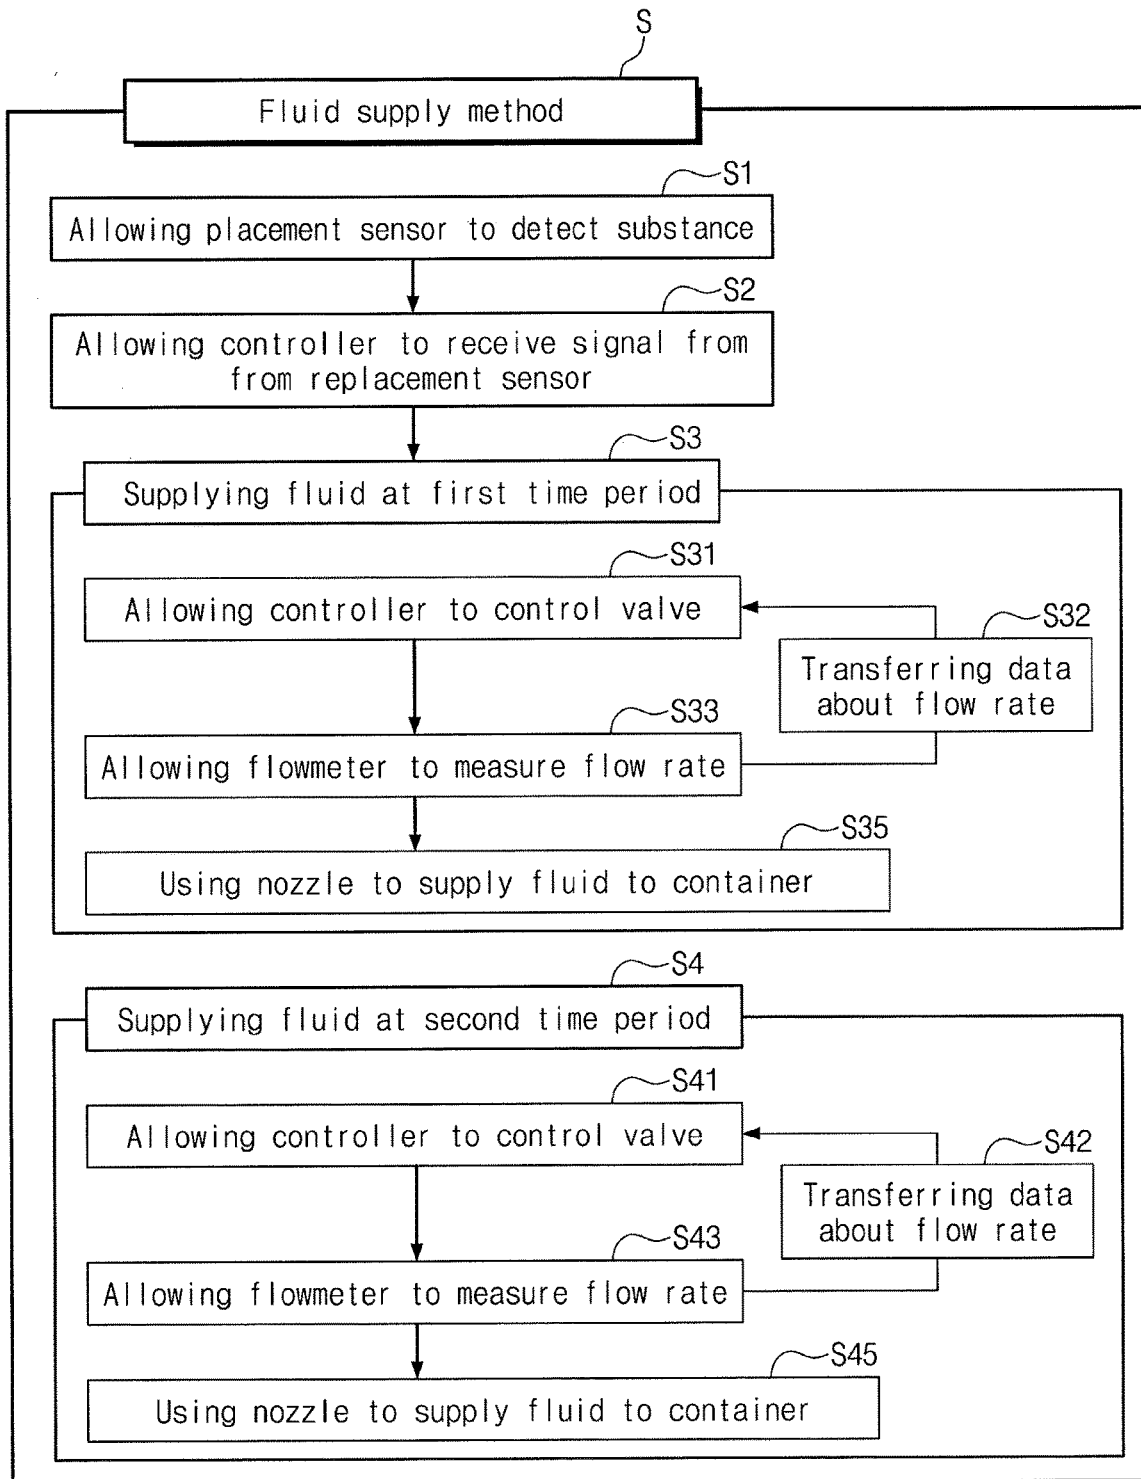 S
Fluid supply method
S1
Allowing placement sensor to detect substance
S2
Allowing controller to receive signal from
from replacement sensor
S3
Supplying fluid at first time period
S31
Allowing controller to control valve
S32
Transferring data
about flow rate
S33
Allowing flowmeter to measure flow rate
S35
Using nozzle to supply fluid to container
S4
Supplying fluid at second time period
S41
Allowing controller to control valve
S42
Transferring data
about flow rate
S43
Allowing flowmeter to measure flow rate
S45
Using nozzle to supply fluid to container